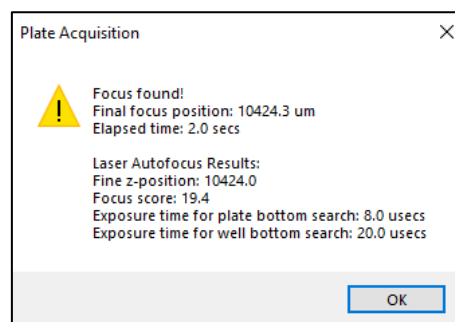 Plate Acquisition
Focus found!
Final focus position: 10424.3 um
Elapsed time: 2.0 secs
Laser Autofocus Results:
Fine z-position: 10424.0
Focus score: 19.4
Exposure time for plate bottom search: 8.0 usecs
Exposure time for well bottom search: 20.0 usecs
OK